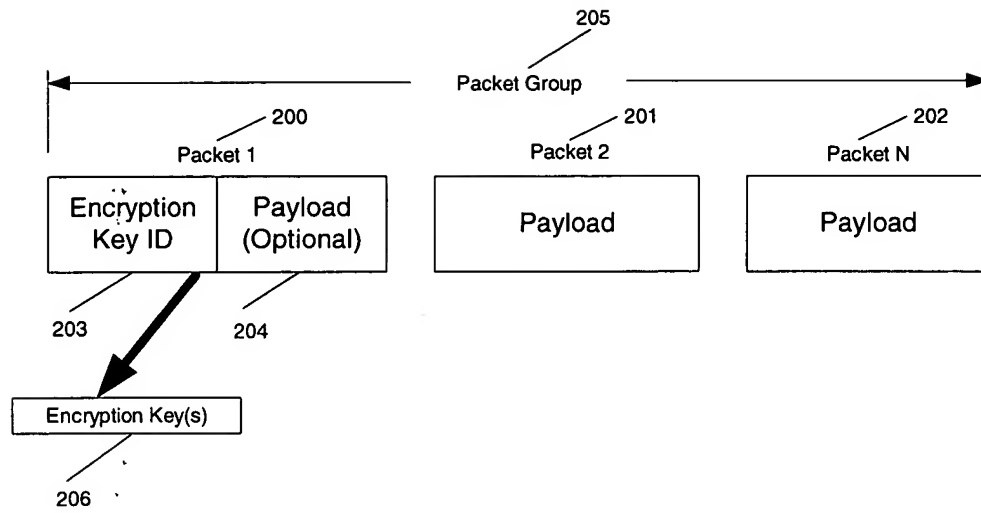 205
Packet Group
200
201
202
Packet 1
Packet 2
Packet N
Encryption
Key ID
Payload
(Optional)
Payload
Payload
203
204
Encryption Key(s)
206